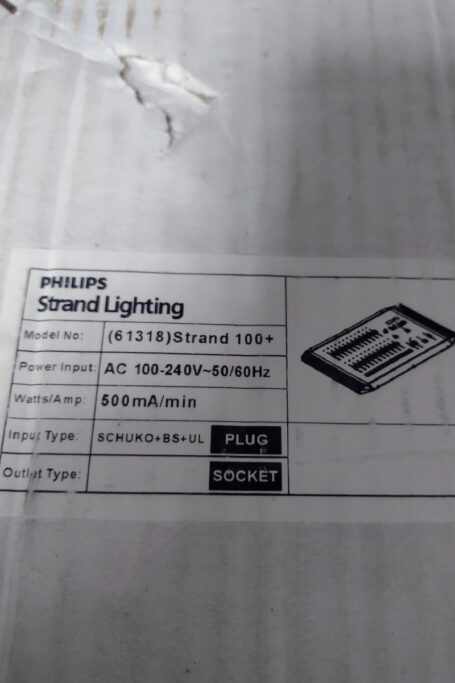 PHILIPS
Strand Lighting
Model No: (61318)Strand 100+
Power Input: AC 100-240V~50/60Hz
Watts/Amp: 500mA/min
Input Type: SCHUKO+BS+UL PLUG
Outlet Type: SOCKET